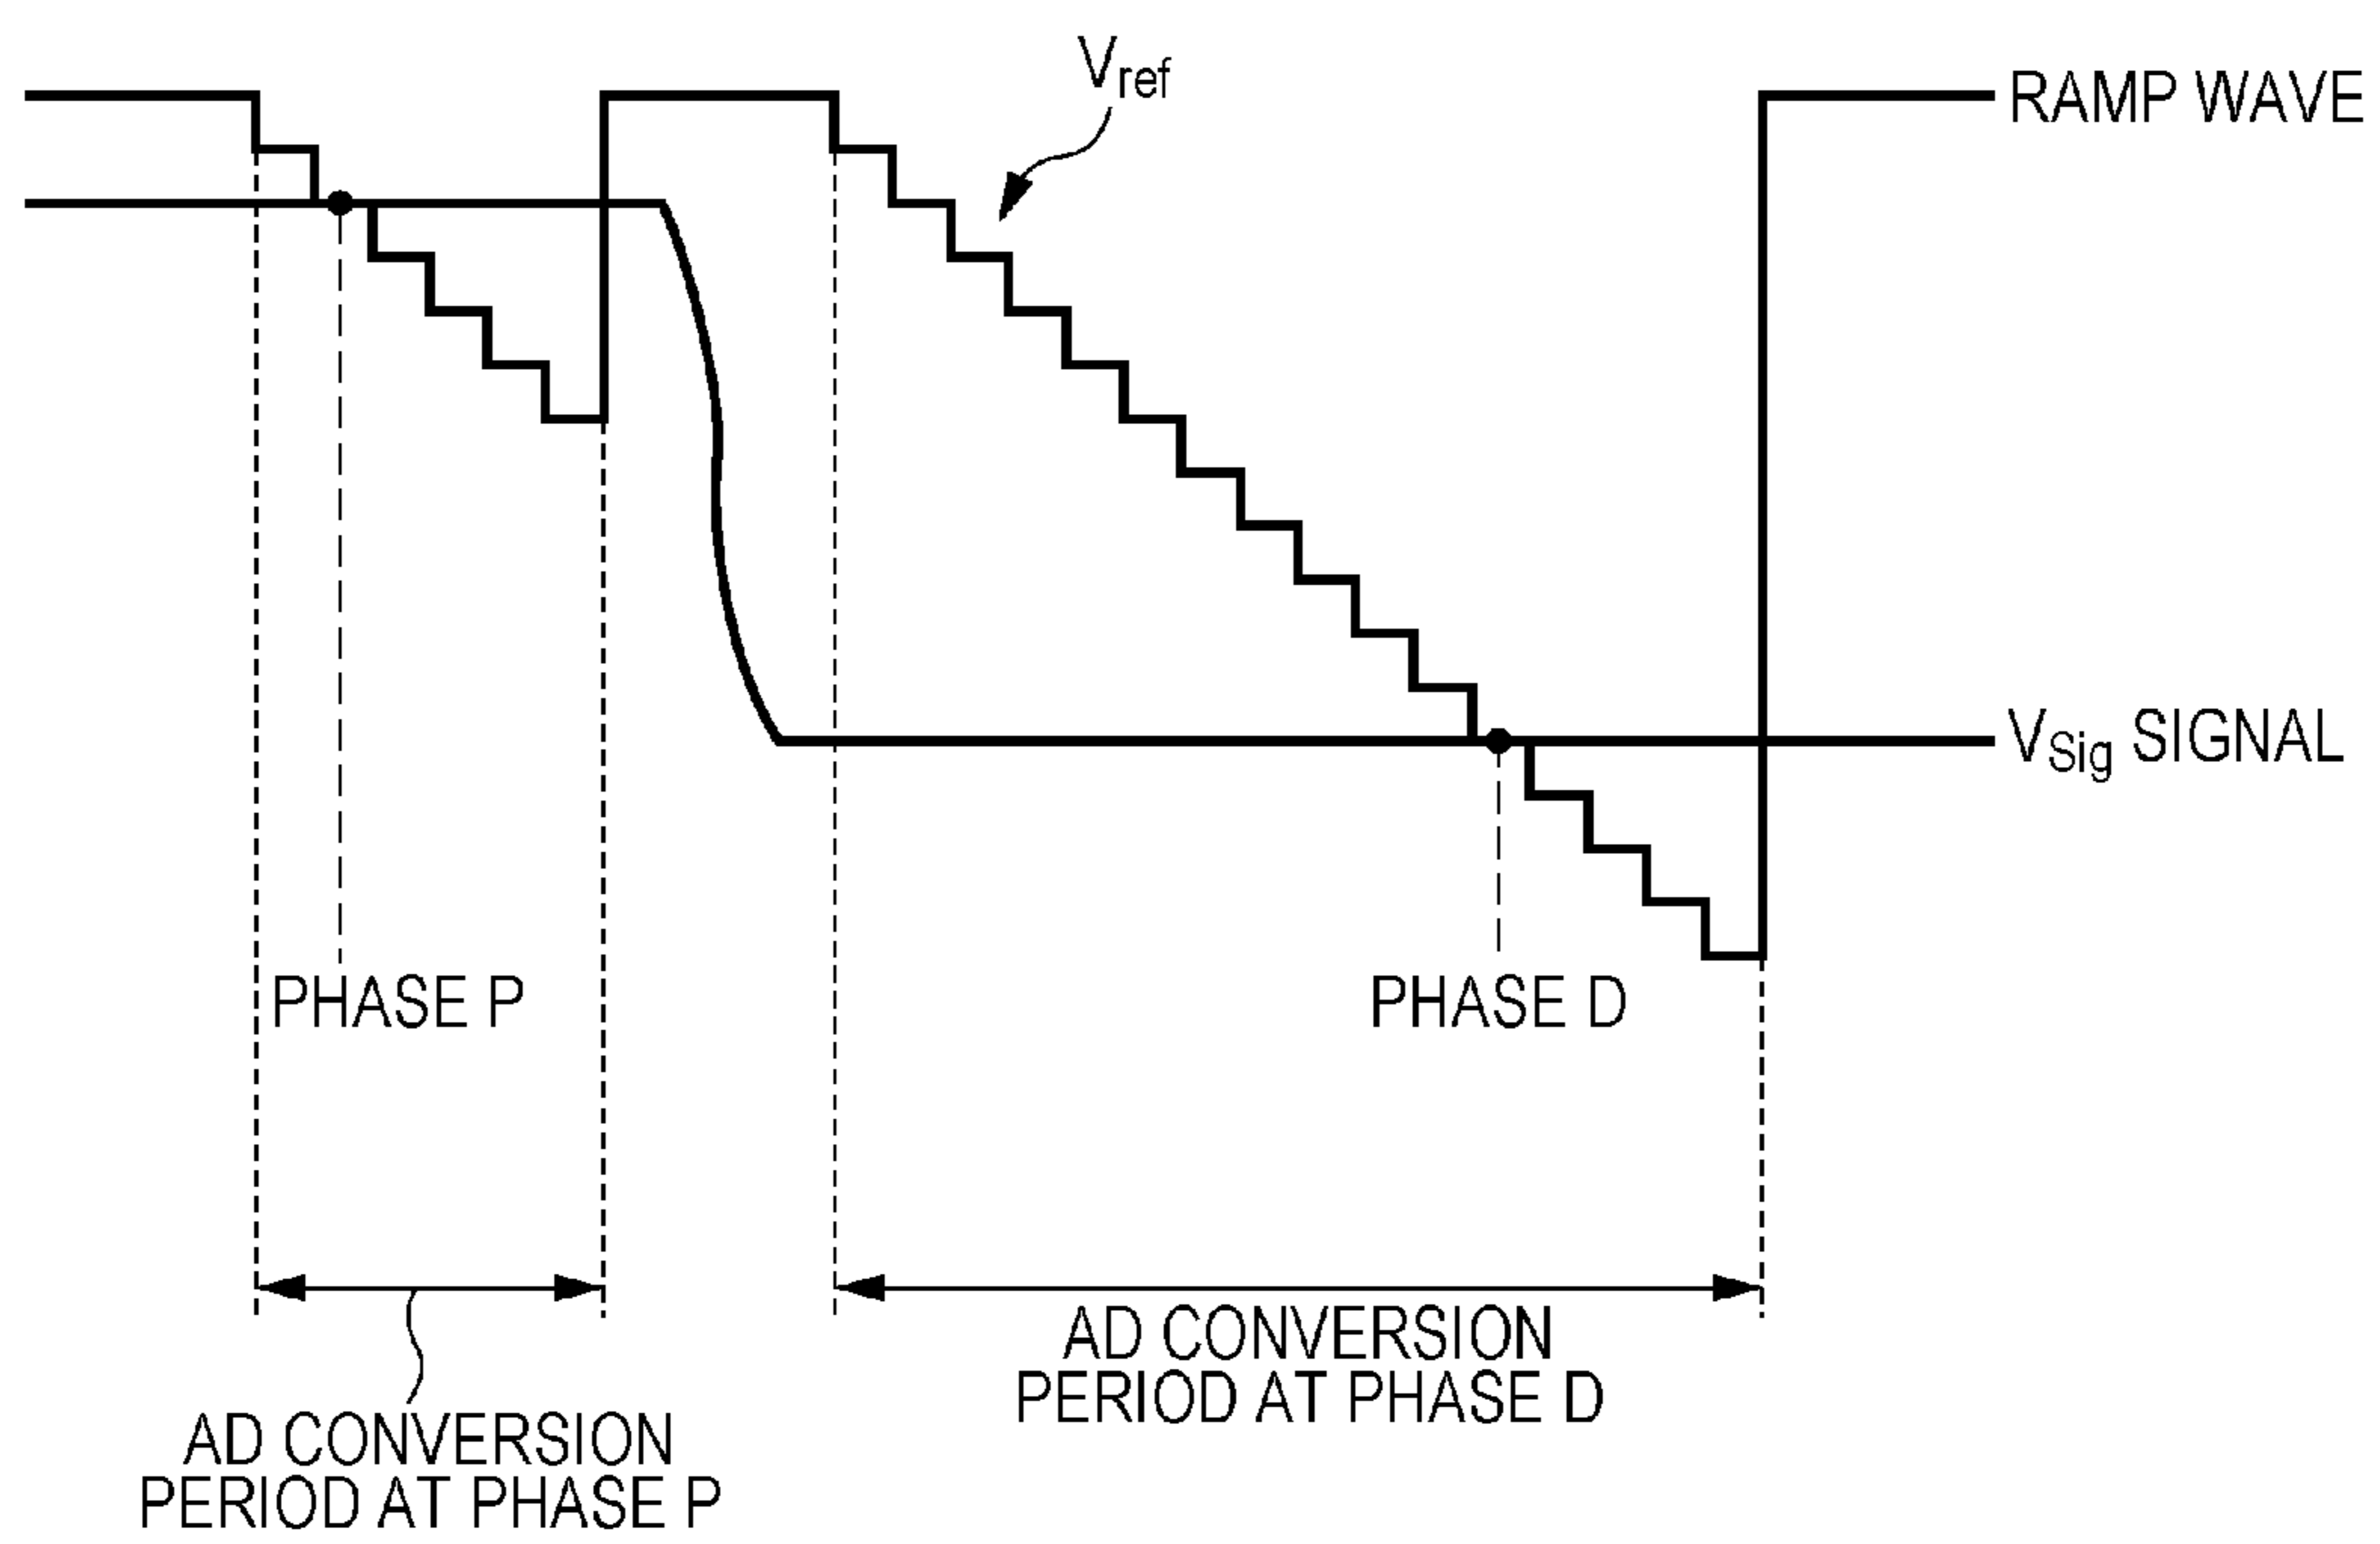 Vref
RAMP WAVE
VSig SIGNAL
PHASE P
PHASE D
AD CONVERSION
PERIOD AT PHASE D
AD CONVERSION
PERIOD AT PHASE P